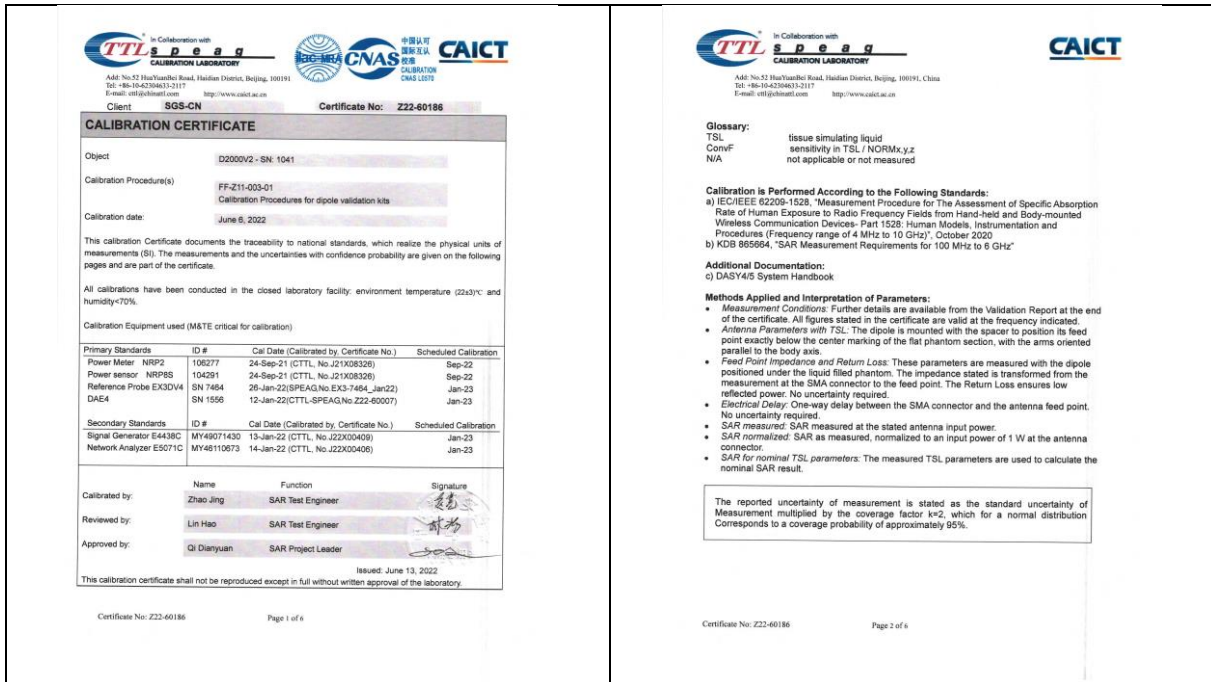 In Collaboration with
TTL s p e a g
CALIBRATION LABORATORY
ilac-MRA
CNAS
中国认可
国际互认
校准
CALIBRATION
CNAS L0570
CAICT
Add: No.52 HuaYuanBei Road, Haidian District, Beijing, 100191
Tel: +86-10-62304633-2117
E-mail: cttl@chinattl.com http://www.caict.ac.cn
Client SGS-CN Certificate No: Z22-60186
CALIBRATION CERTIFICATE
Object D2000V2 - SN: 1041
Calibration Procedure(s)
FF-Z11-003-01
Calibration Procedures for dipole validation kits
Calibration date: June 6, 2022
This calibration Certificate documents the traceability to national standards, which realize the physical units of
measurements (SI). The measurements and the uncertainties with confidence probability are given on the following
pages and are part of the certificate.
All calibrations have been conducted in the closed laboratory facility: environment temperature (22±3)℃ and
humidity<70%.
Calibration Equipment used (M&TE critical for calibration)
Primary Standards ID # Cal Date (Calibrated by, Certificate No.) Scheduled Calibration
Power Meter NRP2 106277 24-Sep-21 (CTTL, No.J21X08326) Sep-22
Power sensor NRP8S 104291 24-Sep-21 (CTTL, No.J21X08326) Sep-22
Reference Probe EX3DV4 SN 7464 26-Jan-22(SPEAG,No.EX3-7464_Jan22) Jan-23
DAE4 SN 1556 12-Jan-22(CTTL-SPEAG,No.Z22-60007) Jan-23
Secondary Standards ID # Cal Date (Calibrated by, Certificate No.) Scheduled Calibration
Signal Generator E4438C MY49071430 13-Jan-22 (CTTL, No.J22X00409) Jan-23
Network Analyzer E5071C MY46110673 14-Jan-22 (CTTL, No.J22X00406) Jan-23
Name Function Signature
Calibrated by: Zhao Jing SAR Test Engineer
Reviewed by: Lin Hao SAR Test Engineer
Approved by: Qi Dianyuan SAR Project Leader
Issued: June 13, 2022
This calibration certificate shall not be reproduced except in full without written approval of the laboratory.
Certificate No: Z22-60186 Page 1 of 6
In Collaboration with
TTL s p e a g
CALIBRATION LABORATORY
CAICT
Add: No.52 HuaYuanBei Road, Haidian District, Beijing, 100191, China
Tel: +86-10-62304633-2117
E-mail: cttl@chinattl.com http://www.caict.ac.cn
Glossary:
TSL tissue simulating liquid
ConvF sensitivity in TSL / NORMx,y,z
N/A not applicable or not measured
Calibration is Performed According to the Following Standards:
a) IEC/IEEE 62209-1528, "Measurement Procedure for The Assessment of Specific Absorption
Rate of Human Exposure to Radio Frequency Fields from Hand-held and Body-mounted
Wireless Communication Devices- Part 1528: Human Models, Instrumentation and
Procedures (Frequency range of 4 MHz to 10 GHz)", October 2020
b) KDB 865664, "SAR Measurement Requirements for 100 MHz to 6 GHz"
Additional Documentation:
c) DASY4/5 System Handbook
Methods Applied and Interpretation of Parameters:
• Measurement Conditions: Further details are available from the Validation Report at the end
of the certificate. All figures stated in the certificate are valid at the frequency indicated.
• Antenna Parameters with TSL: The dipole is mounted with the spacer to position its feed
point exactly below the center marking of the flat phantom section, with the arms oriented
parallel to the body axis.
• Feed Point Impedance and Return Loss: These parameters are measured with the dipole
positioned under the liquid filled phantom. The impedance stated is transformed from the
measurement at the SMA connector to the feed point. The Return Loss ensures low
reflected power. No uncertainty required.
• Electrical Delay: One-way delay between the SMA connector and the antenna feed point.
No uncertainty required.
• SAR measured: SAR measured at the stated antenna input power.
• SAR normalized: SAR as measured, normalized to an input power of 1 W at the antenna
connector.
• SAR for nominal TSL parameters: The measured TSL parameters are used to calculate the
nominal SAR result.
The reported uncertainty of measurement is stated as the standard uncertainty of
Measurement multiplied by the coverage factor k=2, which for a normal distribution
Corresponds to a coverage probability of approximately 95%.
Certificate No: Z22-60186 Page 2 of 6